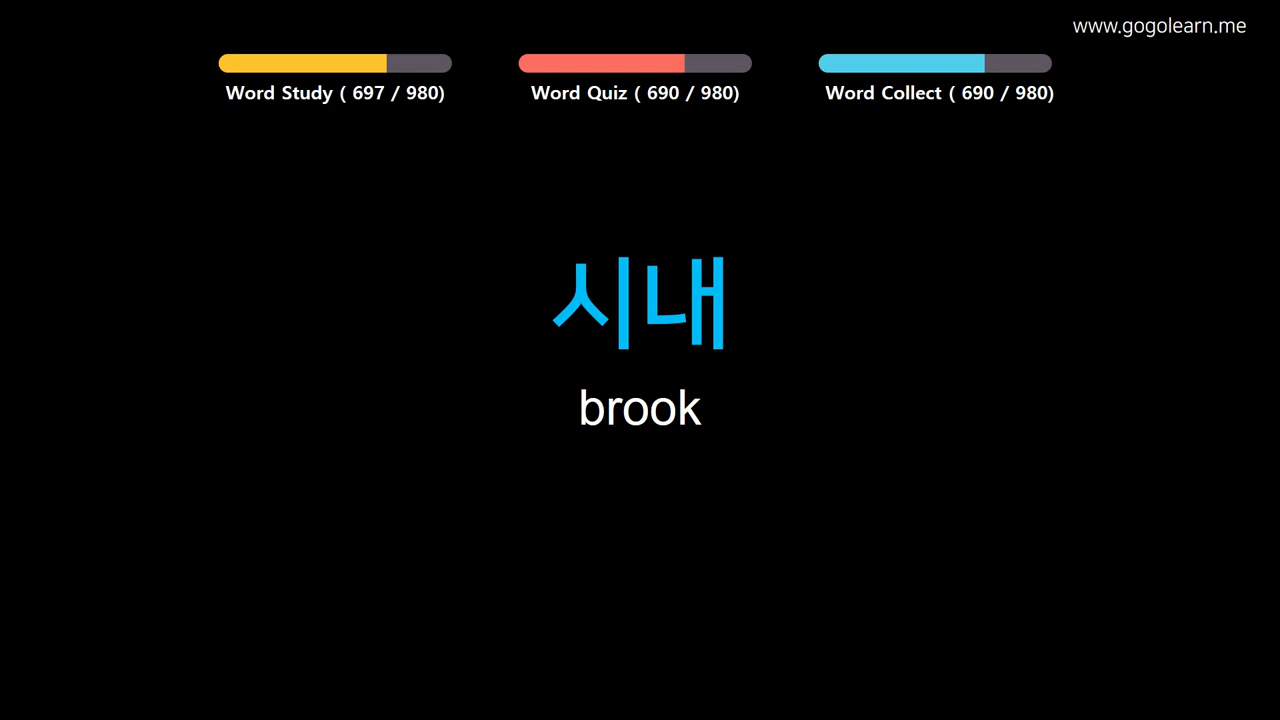 www.gogolearn.me
Word Study ( 697 / 980)
Word Quiz ( 690 / 980)
Word Collect ( 690 / 980)
시내
brook